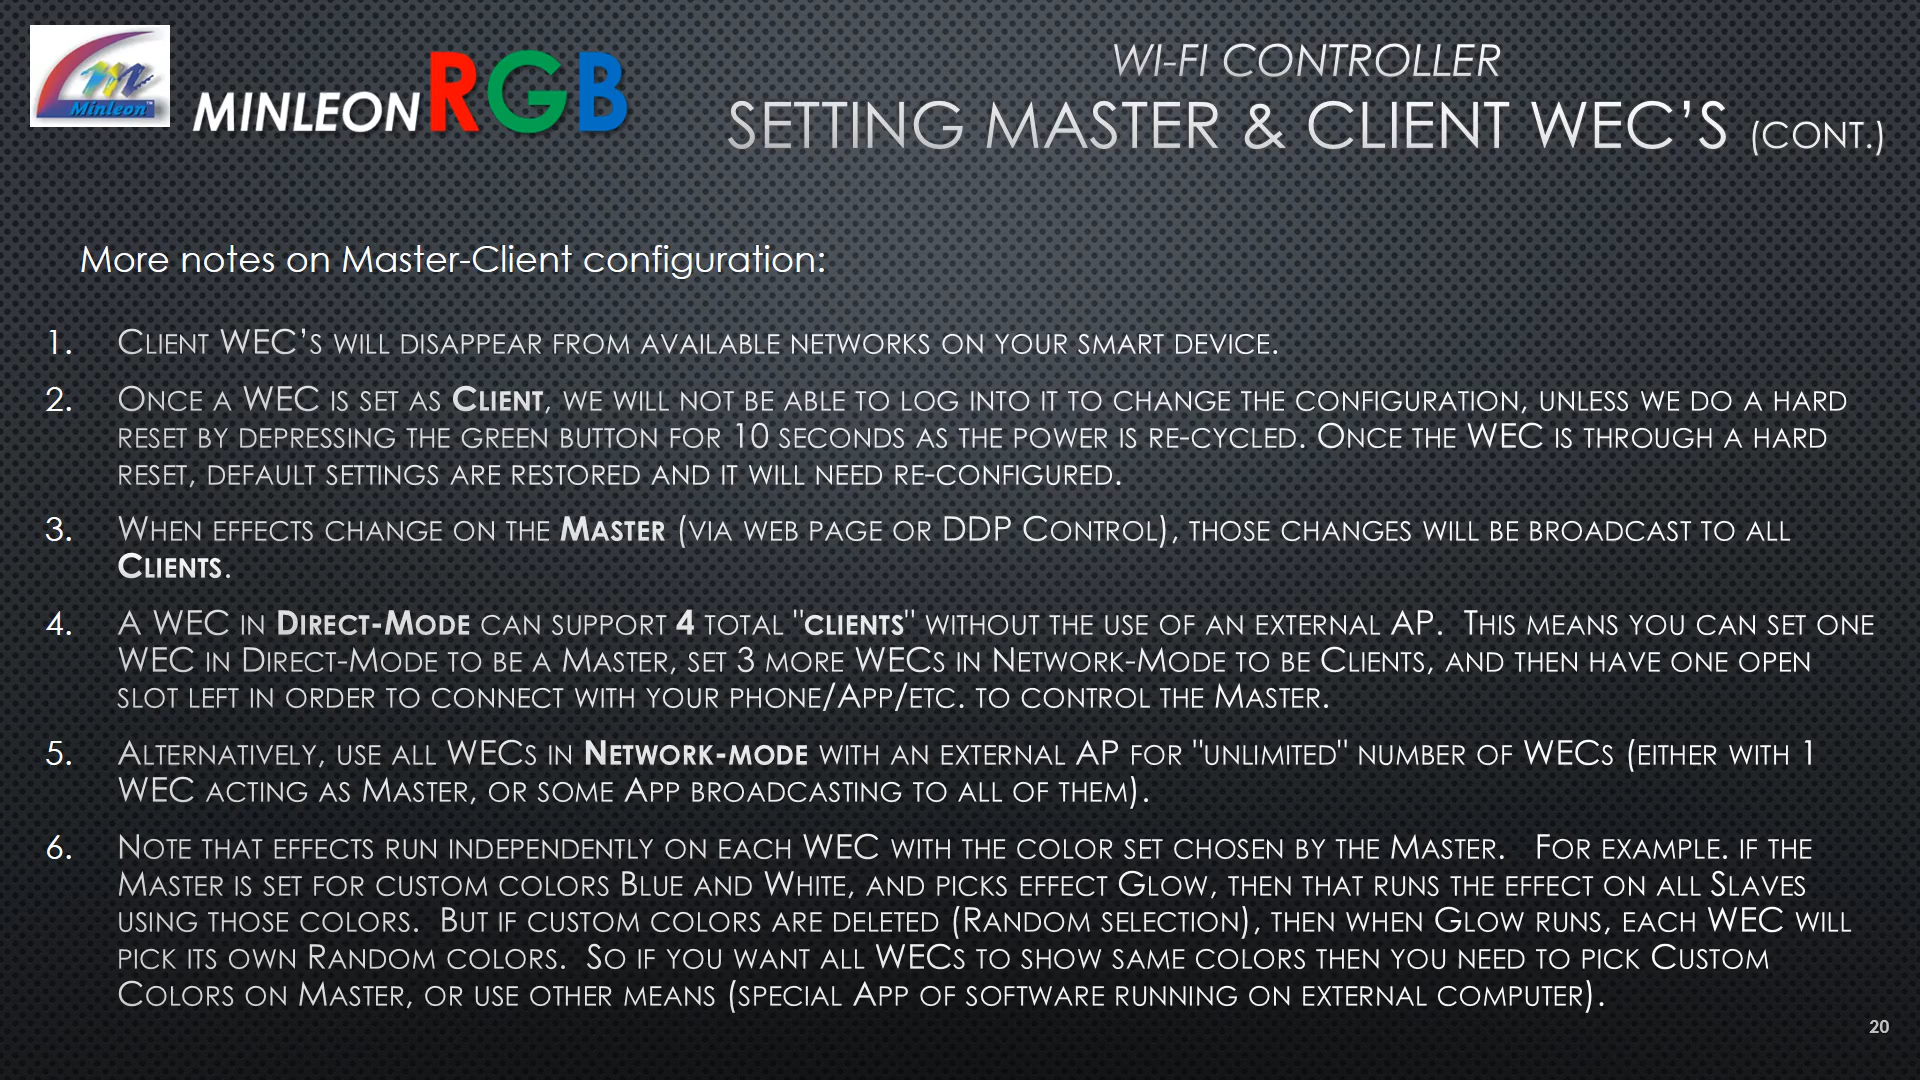 Minleon™
MINLEON RGB
WI-FI CONTROLLER
SETTING MASTER & CLIENT WEC'S (CONT.)
More notes on Master-Client configuration:
1. CLIENT WEC'S WILL DISAPPEAR FROM AVAILABLE NETWORKS ON YOUR SMART DEVICE.
2. ONCE A WEC IS SET AS CLIENT, WE WILL NOT BE ABLE TO LOG INTO IT TO CHANGE THE CONFIGURATION, UNLESS WE DO A HARD
RESET BY DEPRESSING THE GREEN BUTTON FOR 10 SECONDS AS THE POWER IS RE-CYCLED. ONCE THE WEC IS THROUGH A HARD
RESET, DEFAULT SETTINGS ARE RESTORED AND IT WILL NEED RE-CONFIGURED.
3. WHEN EFFECTS CHANGE ON THE MASTER (VIA WEB PAGE OR DDP CONTROL), THOSE CHANGES WILL BE BROADCAST TO ALL
CLIENTS.
4. A WEC IN DIRECT-MODE CAN SUPPORT 4 TOTAL "CLIENTS" WITHOUT THE USE OF AN EXTERNAL AP. THIS MEANS YOU CAN SET ONE
WEC IN DIRECT-MODE TO BE A MASTER, SET 3 MORE WECS IN NETWORK-MODE TO BE CLIENTS, AND THEN HAVE ONE OPEN
SLOT LEFT IN ORDER TO CONNECT WITH YOUR PHONE/APP/ETC. TO CONTROL THE MASTER.
5. ALTERNATIVELY, USE ALL WECS IN NETWORK-MODE WITH AN EXTERNAL AP FOR "UNLIMITED" NUMBER OF WECS (EITHER WITH 1
WEC ACTING AS MASTER, OR SOME APP BROADCASTING TO ALL OF THEM).
6. NOTE THAT EFFECTS RUN INDEPENDENTLY ON EACH WEC WITH THE COLOR SET CHOSEN BY THE MASTER. FOR EXAMPLE. IF THE
MASTER IS SET FOR CUSTOM COLORS BLUE AND WHITE, AND PICKS EFFECT GLOW, THEN THAT RUNS THE EFFECT ON ALL SLAVES
USING THOSE COLORS. BUT IF CUSTOM COLORS ARE DELETED (RANDOM SELECTION), THEN WHEN GLOW RUNS, EACH WEC WILL
PICK ITS OWN RANDOM COLORS. SO IF YOU WANT ALL WECS TO SHOW SAME COLORS THEN YOU NEED TO PICK CUSTOM
COLORS ON MASTER, OR USE OTHER MEANS (SPECIAL APP OF SOFTWARE RUNNING ON EXTERNAL COMPUTER).
20